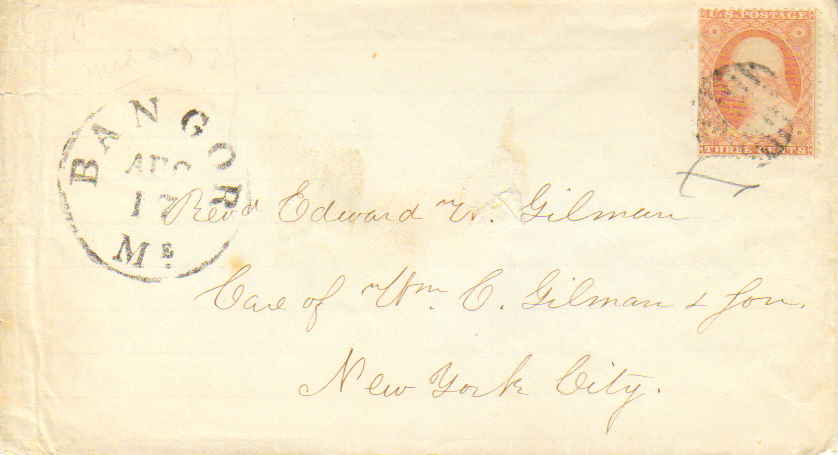 U.S. POSTAGE
THREE CENTS
BANGOR
AUG
17
ME.
Revd Edward W. Gilman
Care of Wm. C. Gilman & Son.
New York City.